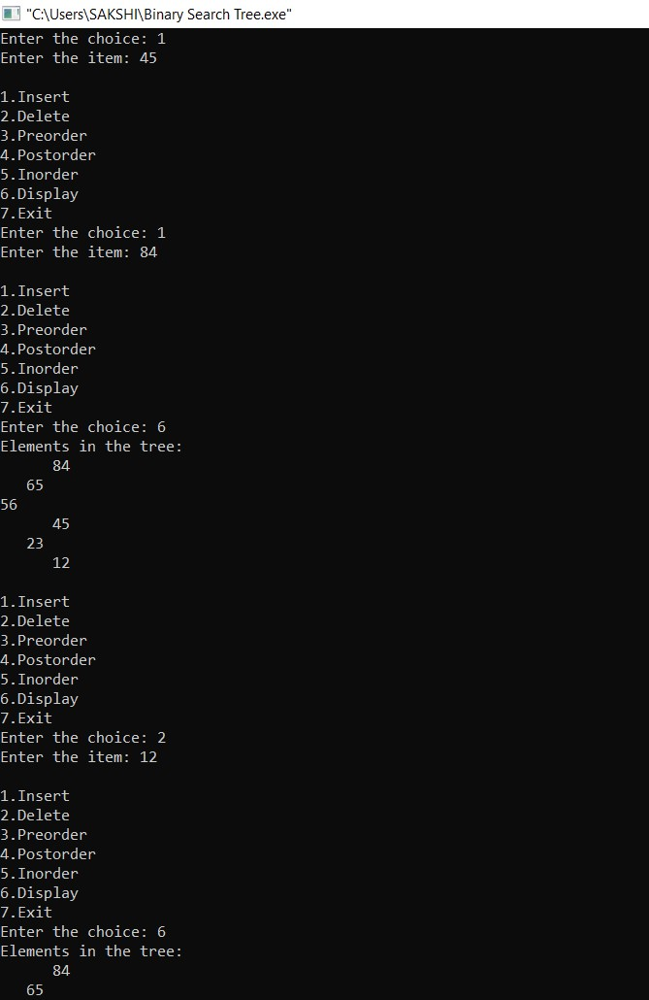 "C:\Users\SAKSHI\Binary Search Tree.exe"
Enter the choice: 1
Enter the item: 45

1.Insert
2.Delete
3.Preorder
4.Postorder
5.Inorder
6.Display
7.Exit
Enter the choice: 1
Enter the item: 84

1.Insert
2.Delete
3.Preorder
4.Postorder
5.Inorder
6.Display
7.Exit
Enter the choice: 6
Elements in the tree:
      84
   65
56
      45
   23
      12

1.Insert
2.Delete
3.Preorder
4.Postorder
5.Inorder
6.Display
7.Exit
Enter the choice: 2
Enter the item: 12

1.Insert
2.Delete
3.Preorder
4.Postorder
5.Inorder
6.Display
7.Exit
Enter the choice: 6
Elements in the tree:
      84
   65